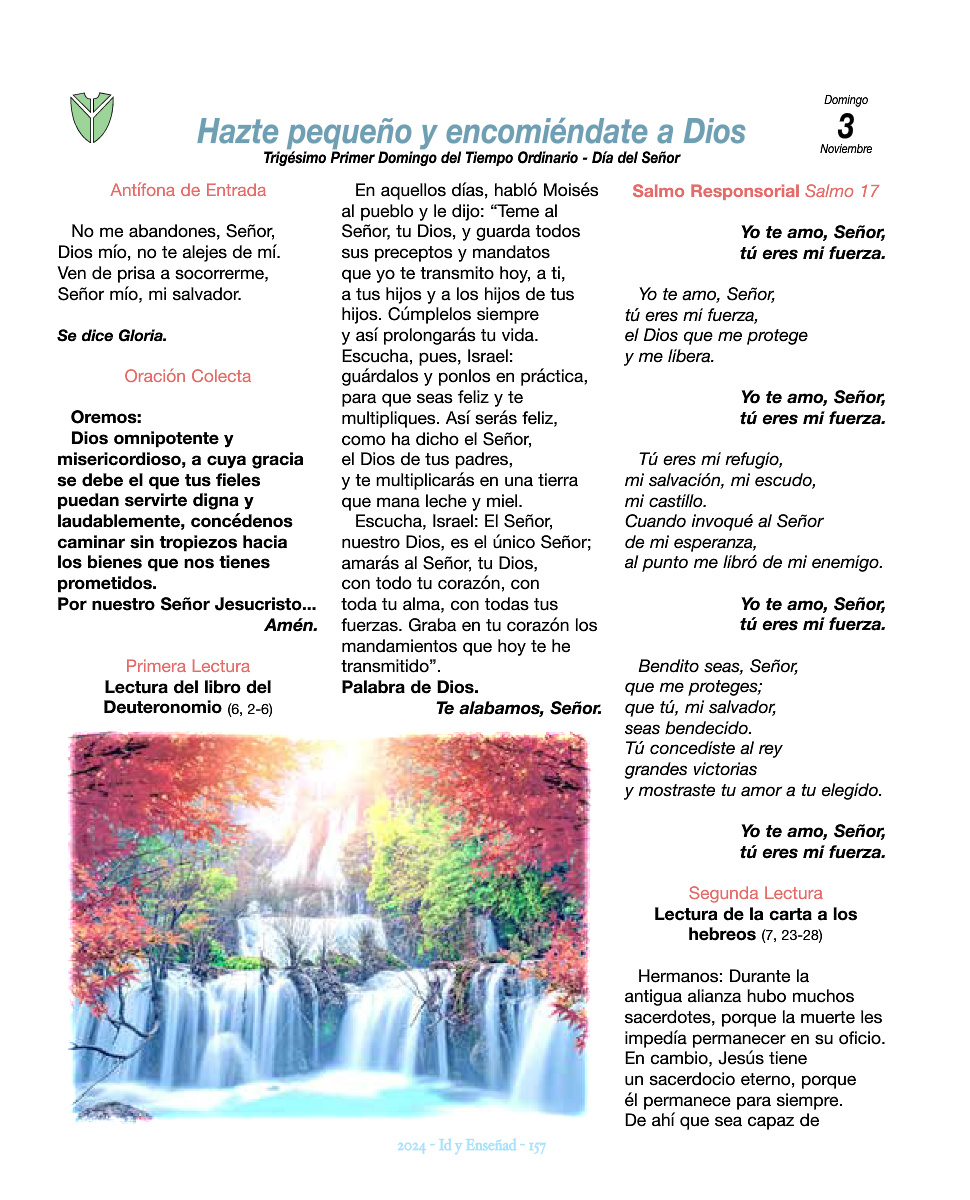 Hazte pequeño y encomiéndate a Dios
Trigésimo Primer Domingo del Tiempo Ordinario - Día del Señor
Domingo
3
Noviembre
Antífona de Entrada
No me abandones, Señor,
Dios mío, no te alejes de mí.
Ven de prisa a socorrerme,
Señor mío, mi salvador.
Se dice Gloria.
Oración Colecta
Oremos:
Dios omnipotente y
misericordioso, a cuya gracia
se debe el que tus fieles
puedan servirte digna y
laudablemente, concédenos
caminar sin tropiezos hacia
los bienes que nos tienes
prometidos.
Por nuestro Señor Jesucristo...
Amén.
Primera Lectura
Lectura del libro del
Deuteronomio (6, 2-6)
En aquellos días, habló Moisés
al pueblo y le dijo: “Teme al
Señor, tu Dios, y guarda todos
sus preceptos y mandatos
que yo te transmito hoy, a ti,
a tus hijos y a los hijos de tus
hijos. Cúmplelos siempre
y así prolongarás tu vida.
Escucha, pues, Israel:
guárdalos y ponlos en práctica,
para que seas feliz y te
multipliques. Así serás feliz,
como ha dicho el Señor,
el Dios de tus padres,
y te multiplicarás en una tierra
que mana leche y miel.
Escucha, Israel: El Señor,
nuestro Dios, es el único Señor;
amarás al Señor, tu Dios,
con todo tu corazón, con
toda tu alma, con todas tus
fuerzas. Graba en tu corazón los
mandamientos que hoy te he
transmitido”.
Palabra de Dios.
Te alabamos, Señor.
Salmo Responsorial Salmo 17
Yo te amo, Señor,
tú eres mi fuerza.
Yo te amo, Señor,
tú eres mi fuerza,
el Dios que me protege
y me libera.
Yo te amo, Señor,
tú eres mi fuerza.
Tú eres mi refugio,
mi salvación, mi escudo,
mi castillo.
Cuando invoqué al Señor
de mi esperanza,
al punto me libró de mi enemigo.
Yo te amo, Señor,
tú eres mi fuerza.
Bendito seas, Señor,
que me proteges;
que tú, mi salvador,
seas bendecido.
Tú concediste al rey
grandes victorias
y mostraste tu amor a tu elegido.
Yo te amo, Señor,
tú eres mi fuerza.
Segunda Lectura
Lectura de la carta a los
hebreos (7, 23-28)
Hermanos: Durante la
antigua alianza hubo muchos
sacerdotes, porque la muerte les
impedía permanecer en su oficio.
En cambio, Jesús tiene
un sacerdocio eterno, porque
él permanece para siempre.
De ahí que sea capaz de
2024 - Id y Enseñad - 157